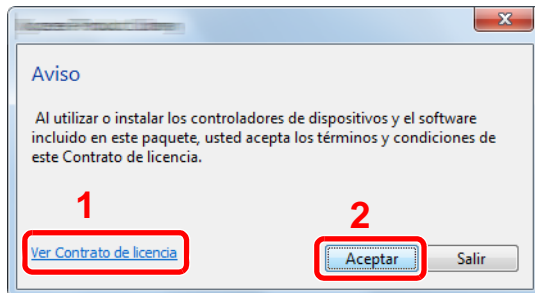 Aviso
Al utilizar o instalar los controladores de dispositivos y el software
incluido en este paquete, usted acepta los términos y condiciones de
este Contrato de licencia.
1
2
Ver Contrato de licencia
Aceptar
Salir